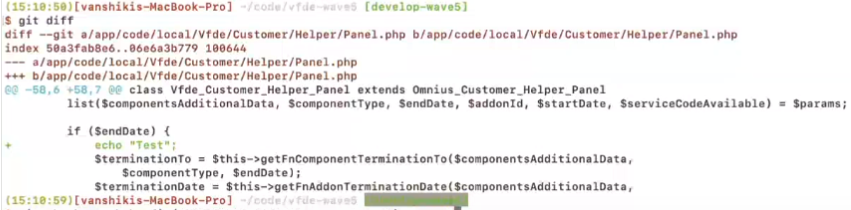 (15:10:50)[vanshikis-MacBook-Pro] ~/code/vfde-wave5 [develop-wave5]
$ git diff
diff --git a/app/code/local/Vfde/Customer/Helper/Panel.php b/app/code/local/Vfde/Customer/Helper/Panel.php
index 50a3fab8e6..06e6a3b779 100644
--- a/app/code/local/Vfde/Customer/Helper/Panel.php
+++ b/app/code/local/Vfde/Customer/Helper/Panel.php
@@ -58,6 +58,7 @@ class Vfde_Customer_Helper_Panel extends Omnius_Customer_Helper_Panel
        list($componentsAdditionalData, $componentType, $endDate, $addonId, $startDate, $serviceCodeAvailable) = $params;
        if ($endDate) {
+            echo "Test";
            $terminationTo = $this->getFnComponentTerminationTo($componentsAdditionalData,
                $componentType, $endDate);
            $terminationDate = $this->getFnAddonTerminationDate($componentsAdditionalData,
(15:10:59)[vanshikis-MacBook-Pro] ~/code/vfde-wave5